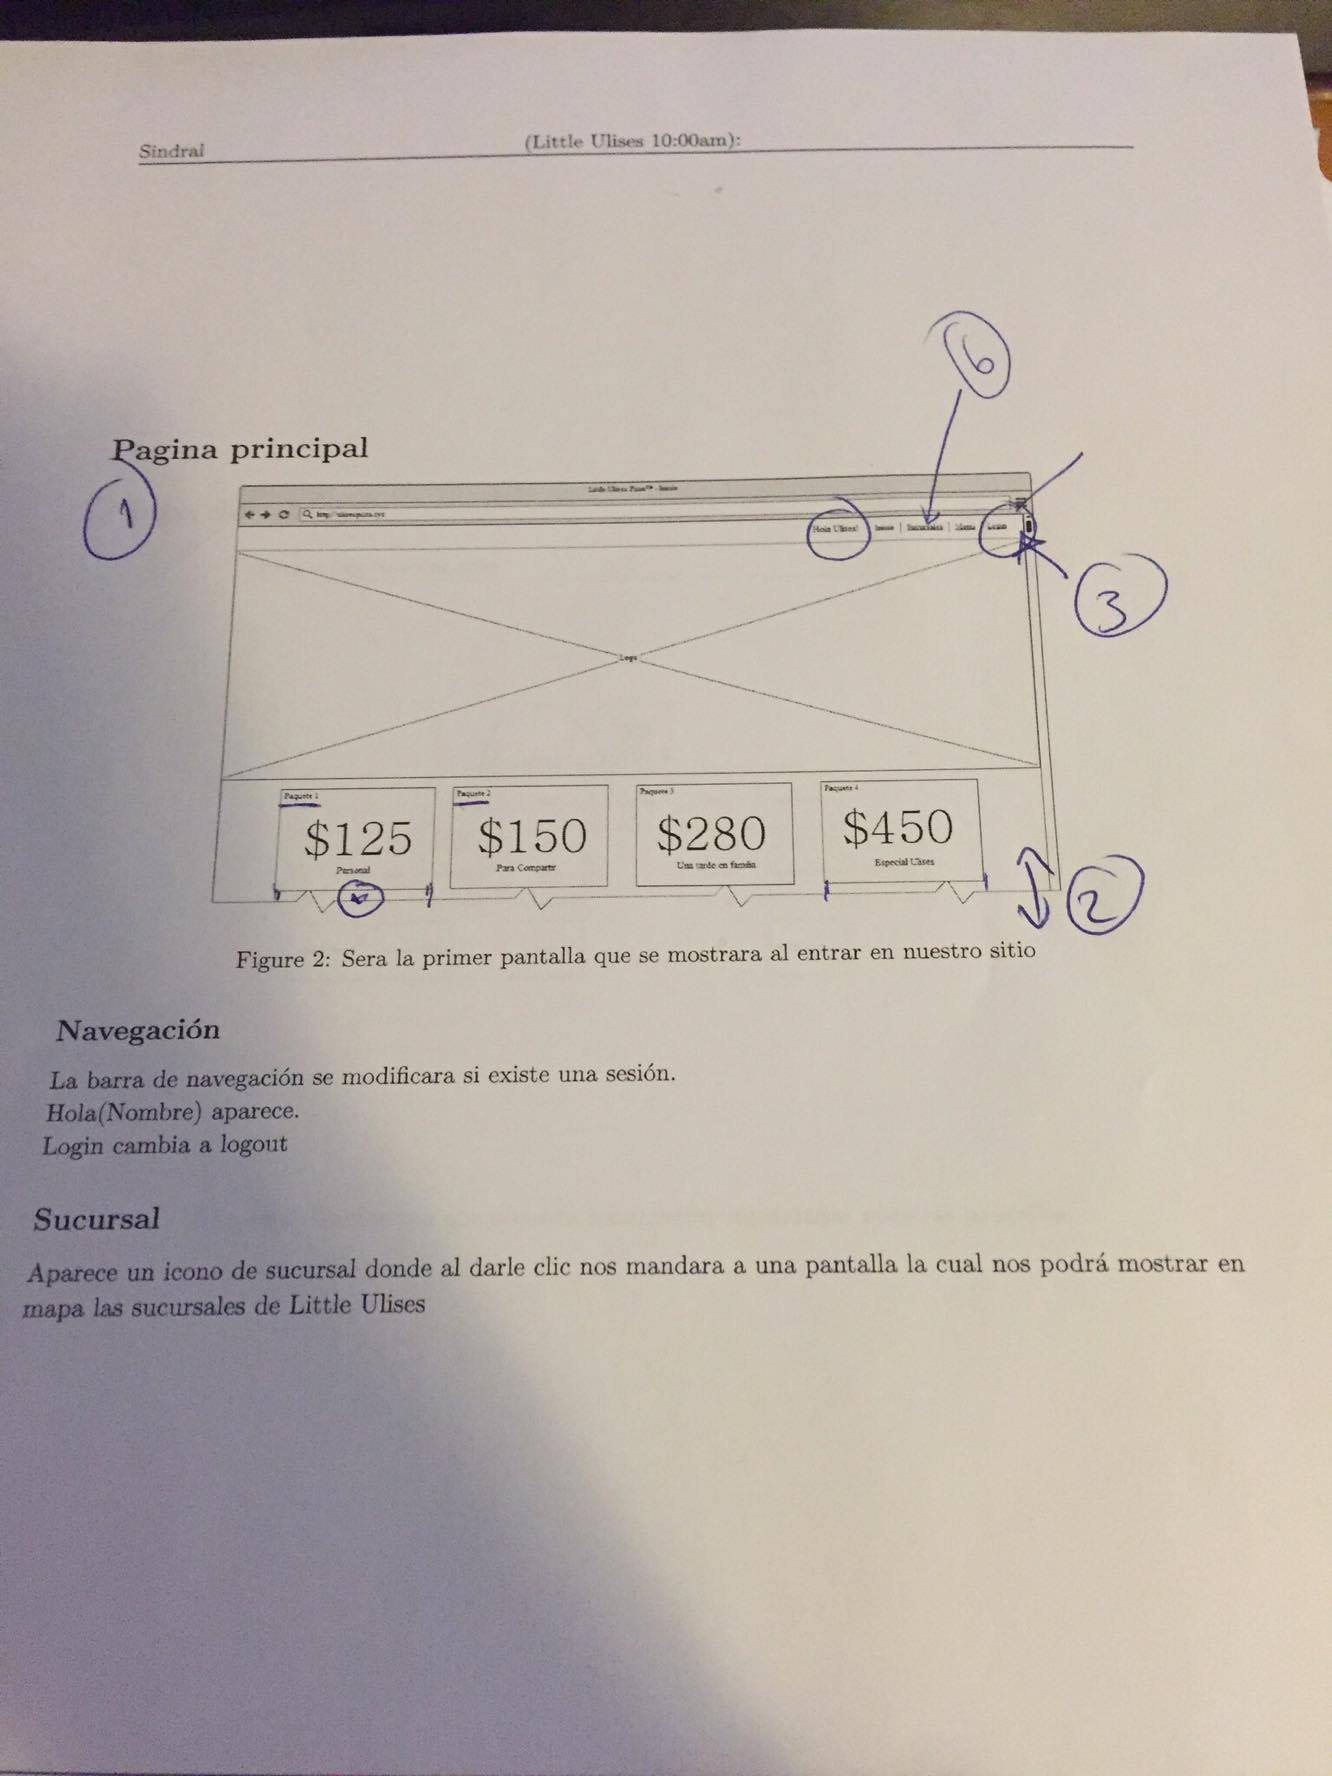 Sindral (Little Ulises 10:00am):
6
Pagina principal
1
Little Ulises Pizza™ - Inicio
Hola Ulises! | Sucursales | Menu
3
Logo
Paquete 1
$125
Personal
Paquete 2
$150
Para Compartir
Paquete 3
$280
Una tarde en familia
Paquete 4
$450
Especial Ulises
2
Figure 2: Sera la primer pantalla que se mostrara al entrar en nuestro sitio
Navegación
La barra de navegación se modificara si existe una sesión.
Hola(Nombre) aparece.
Login cambia a logout
Sucursal
Aparece un icono de sucursal donde al darle clic nos mandara a una pantalla la cual nos podrá mostrar en
mapa las sucursales de Little Ulises